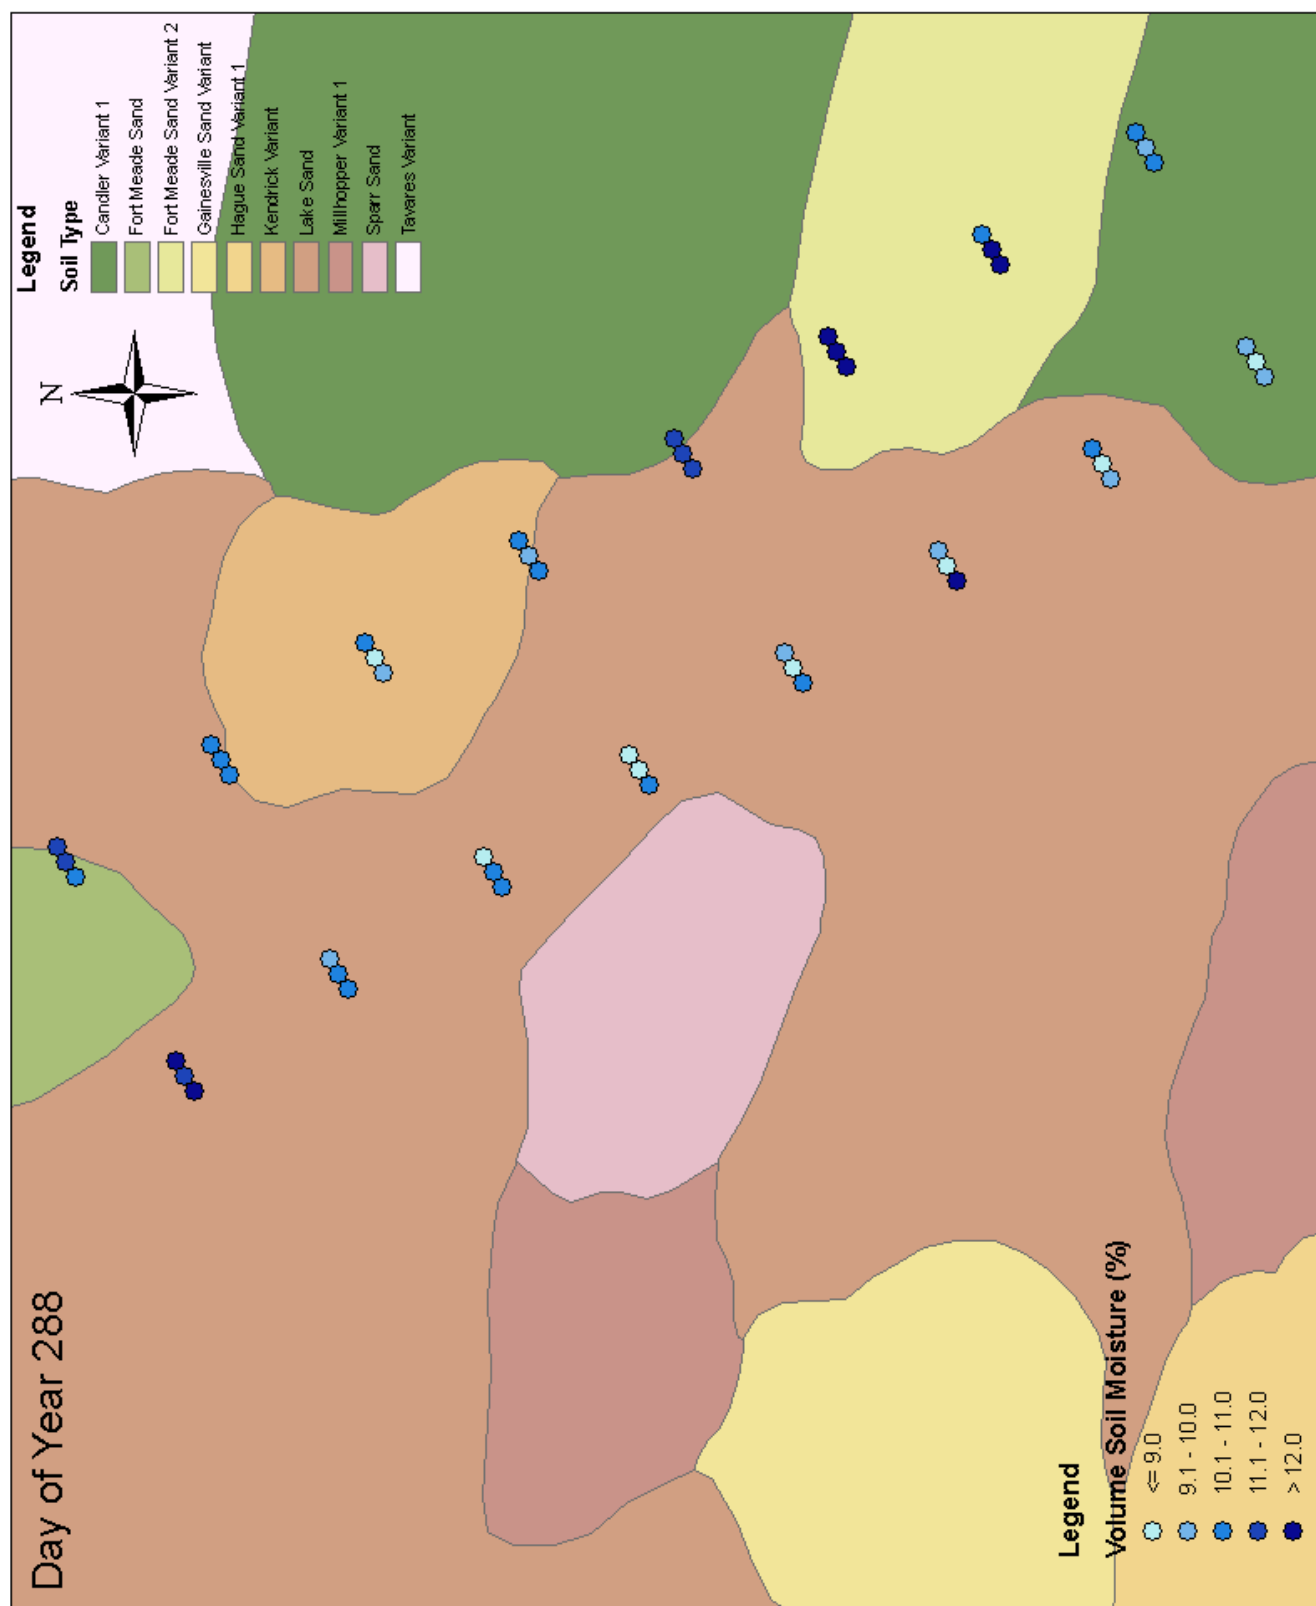 Day of Year 288
N
Legend
Soil Type
Candler Variant 1
Fort Meade Sand
Fort Meade Sand Variant 2
Gainesville Sand Variant
Hague Sand Variant 1
Kendrick Variant
Lake Sand
Millhopper Variant 1
Sparr Sand
Tavares Variant
Legend
Volume Soil Moisture (%)
<= 9.0
9.1 - 10.0
10.1 - 11.0
11.1 - 12.0
> 12.0